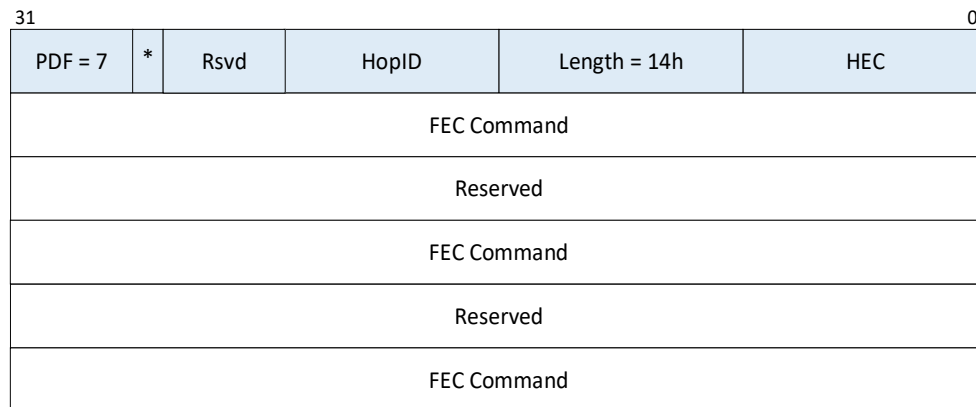 31 0
PDF = 7 * Rsvd HopID Length = 14h HEC
FEC Command
Reserved
FEC Command
Reserved
FEC Command